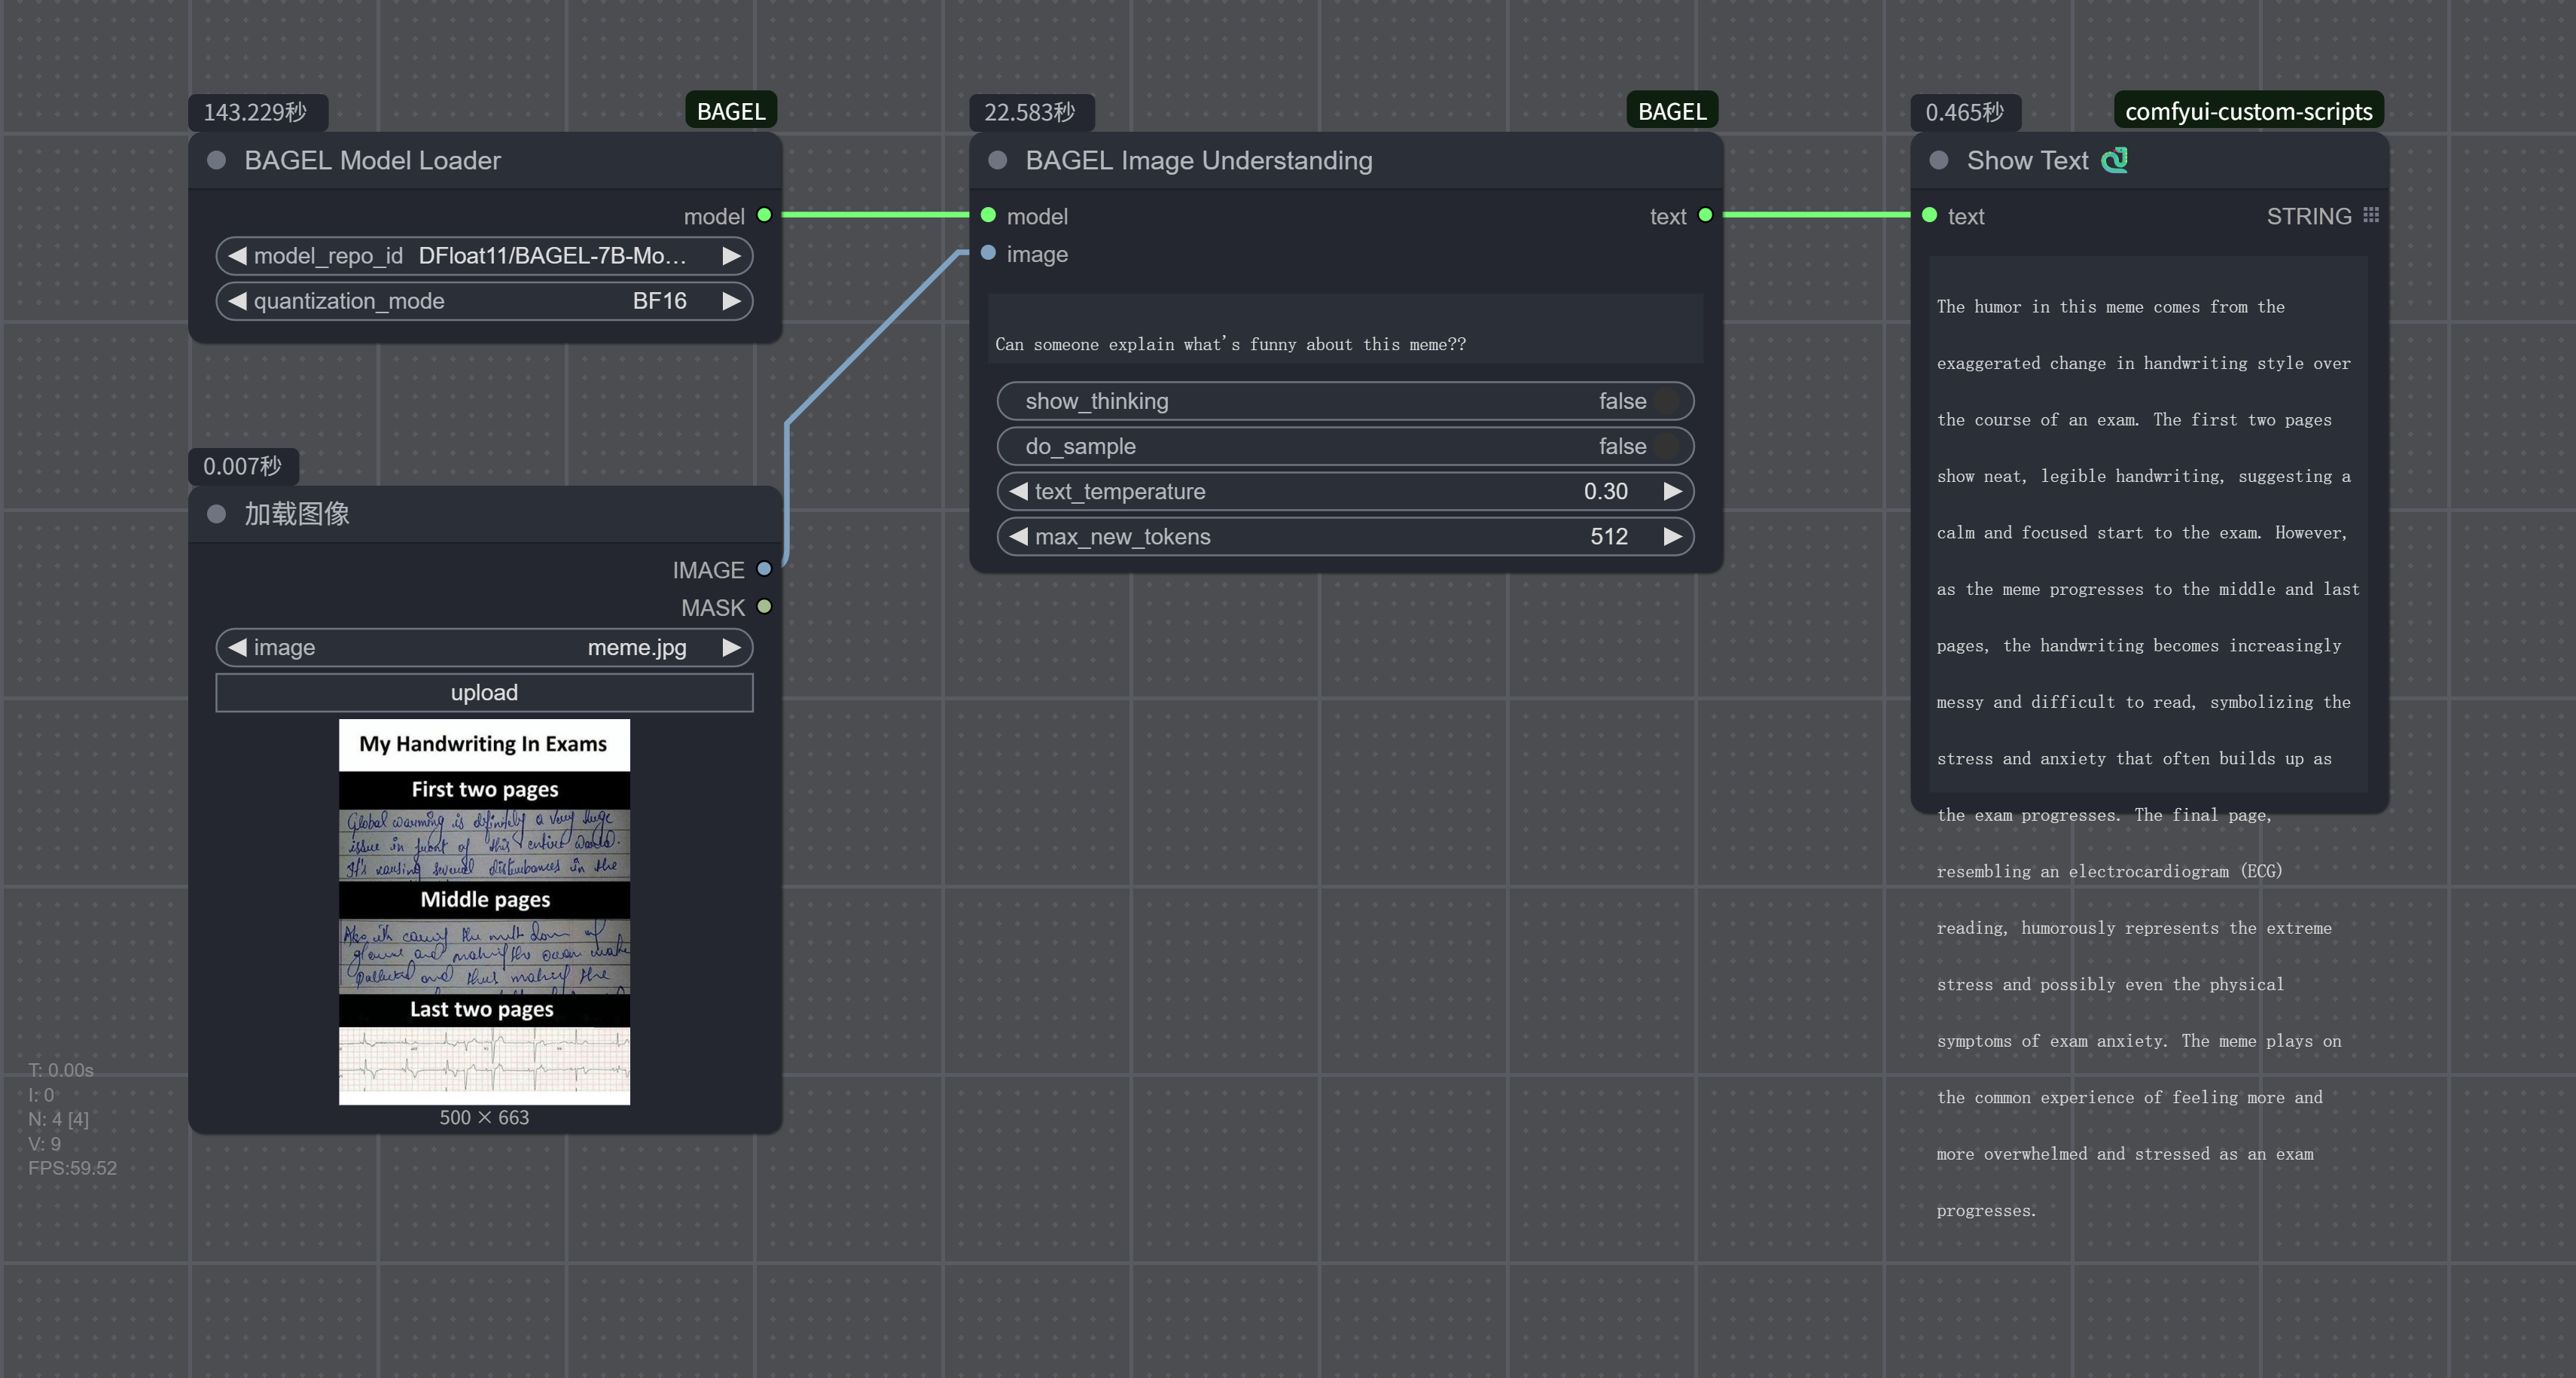 143.229秒
BAGEL
BAGEL Model Loader
model
model_repo_id DFloat11/BAGEL-7B-Mo…
quantization_mode BF16
0.007秒
加载图像
IMAGE
MASK
image meme.jpg
upload
My Handwriting In Exams
First two pages
Global warming is definitely a very huge
issue in front of this entire world.
It's causing several disturbances in the
Middle pages
the melt down of
and making the ocean
and thus making the
Last two pages
500 × 663
22.583秒
BAGEL
BAGEL Image Understanding
model text
image
Can someone explain what's funny about this meme??
show_thinking false
do_sample false
text_temperature 0.30
max_new_tokens 512
0.465秒
comfyui-custom-scripts
Show Text
text STRING
The humor in this meme comes from the
exaggerated change in handwriting style over
the course of an exam. The first two pages
show neat, legible handwriting, suggesting a
calm and focused start to the exam. However,
as the meme progresses to the middle and last
pages, the handwriting becomes increasingly
messy and difficult to read, symbolizing the
stress and anxiety that often builds up as
the exam progresses. The final page,
resembling an electrocardiogram (ECG)
reading, humorously represents the extreme
stress and possibly even the physical
symptoms of exam anxiety. The meme plays on
the common experience of feeling more and
more overwhelmed and stressed as an exam
progresses.
T: 0.00s
I: 0
N: 4 [4]
V: 9
FPS:59.52